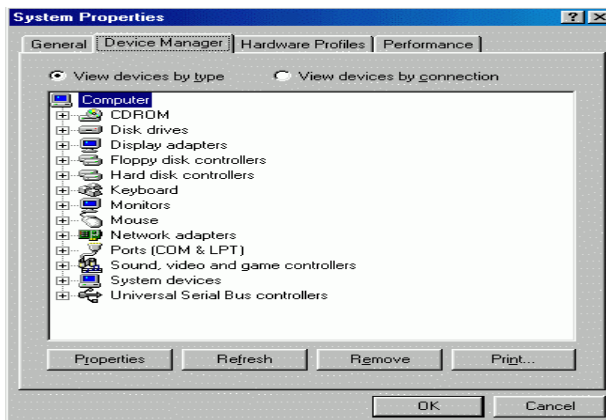 System Properties
General Device Manager Hardware Profiles Performance
View devices by type View devices by connection
Computer
CDROM
Disk drives
Display adapters
Floppy disk controllers
Hard disk controllers
Keyboard
Monitors
Mouse
Network adapters
Ports (COM & LPT)
Sound, video and game controllers
System devices
Universal Serial Bus controllers
Properties Refresh Remove Print...
OK Cancel